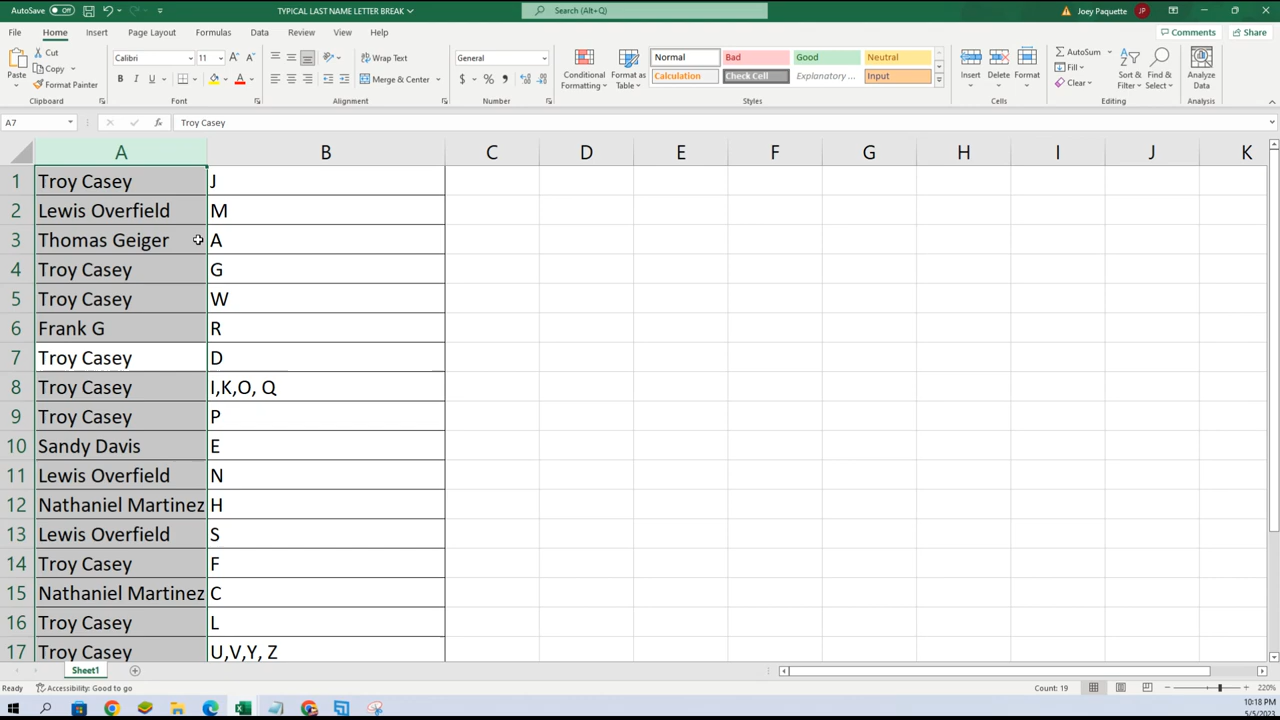 AutoSave Off TYPICAL LAST NAME LETTER BREAK Search (Alt+Q) Joey Paquette JP
File Home Insert Page Layout Formulas Data Review View Help Comments Share
Paste Cut Copy Format Painter Clipboard
Calibri 11 A A B I U A Font
Wrap Text Merge & Center Alignment
General $ % 9 Number
Conditional Formatting Format as Table
Normal Bad Good Neutral
Calculation Check Cell Explanatory ... Input
Styles
Insert Delete Format Cells
AutoSum Fill Clear Sort & Filter Find & Select Editing
Analyze Data Analysis
A7 fx Troy Casey
A B C D E F G H I J K
1 Troy Casey J
2 Lewis Overfield M
3 Thomas Geiger A
4 Troy Casey G
5 Troy Casey W
6 Frank G R
7 Troy Casey D
8 Troy Casey I,K,O, Q
9 Troy Casey P
10 Sandy Davis E
11 Lewis Overfield N
12 Nathaniel Martinez H
13 Lewis Overfield S
14 Troy Casey F
15 Nathaniel Martinez C
16 Troy Casey L
17 Troy Casey U,V,Y, Z
Sheet1
Ready Accessibility: Good to go Count: 19 220%
10:18 PM
5/5/2023